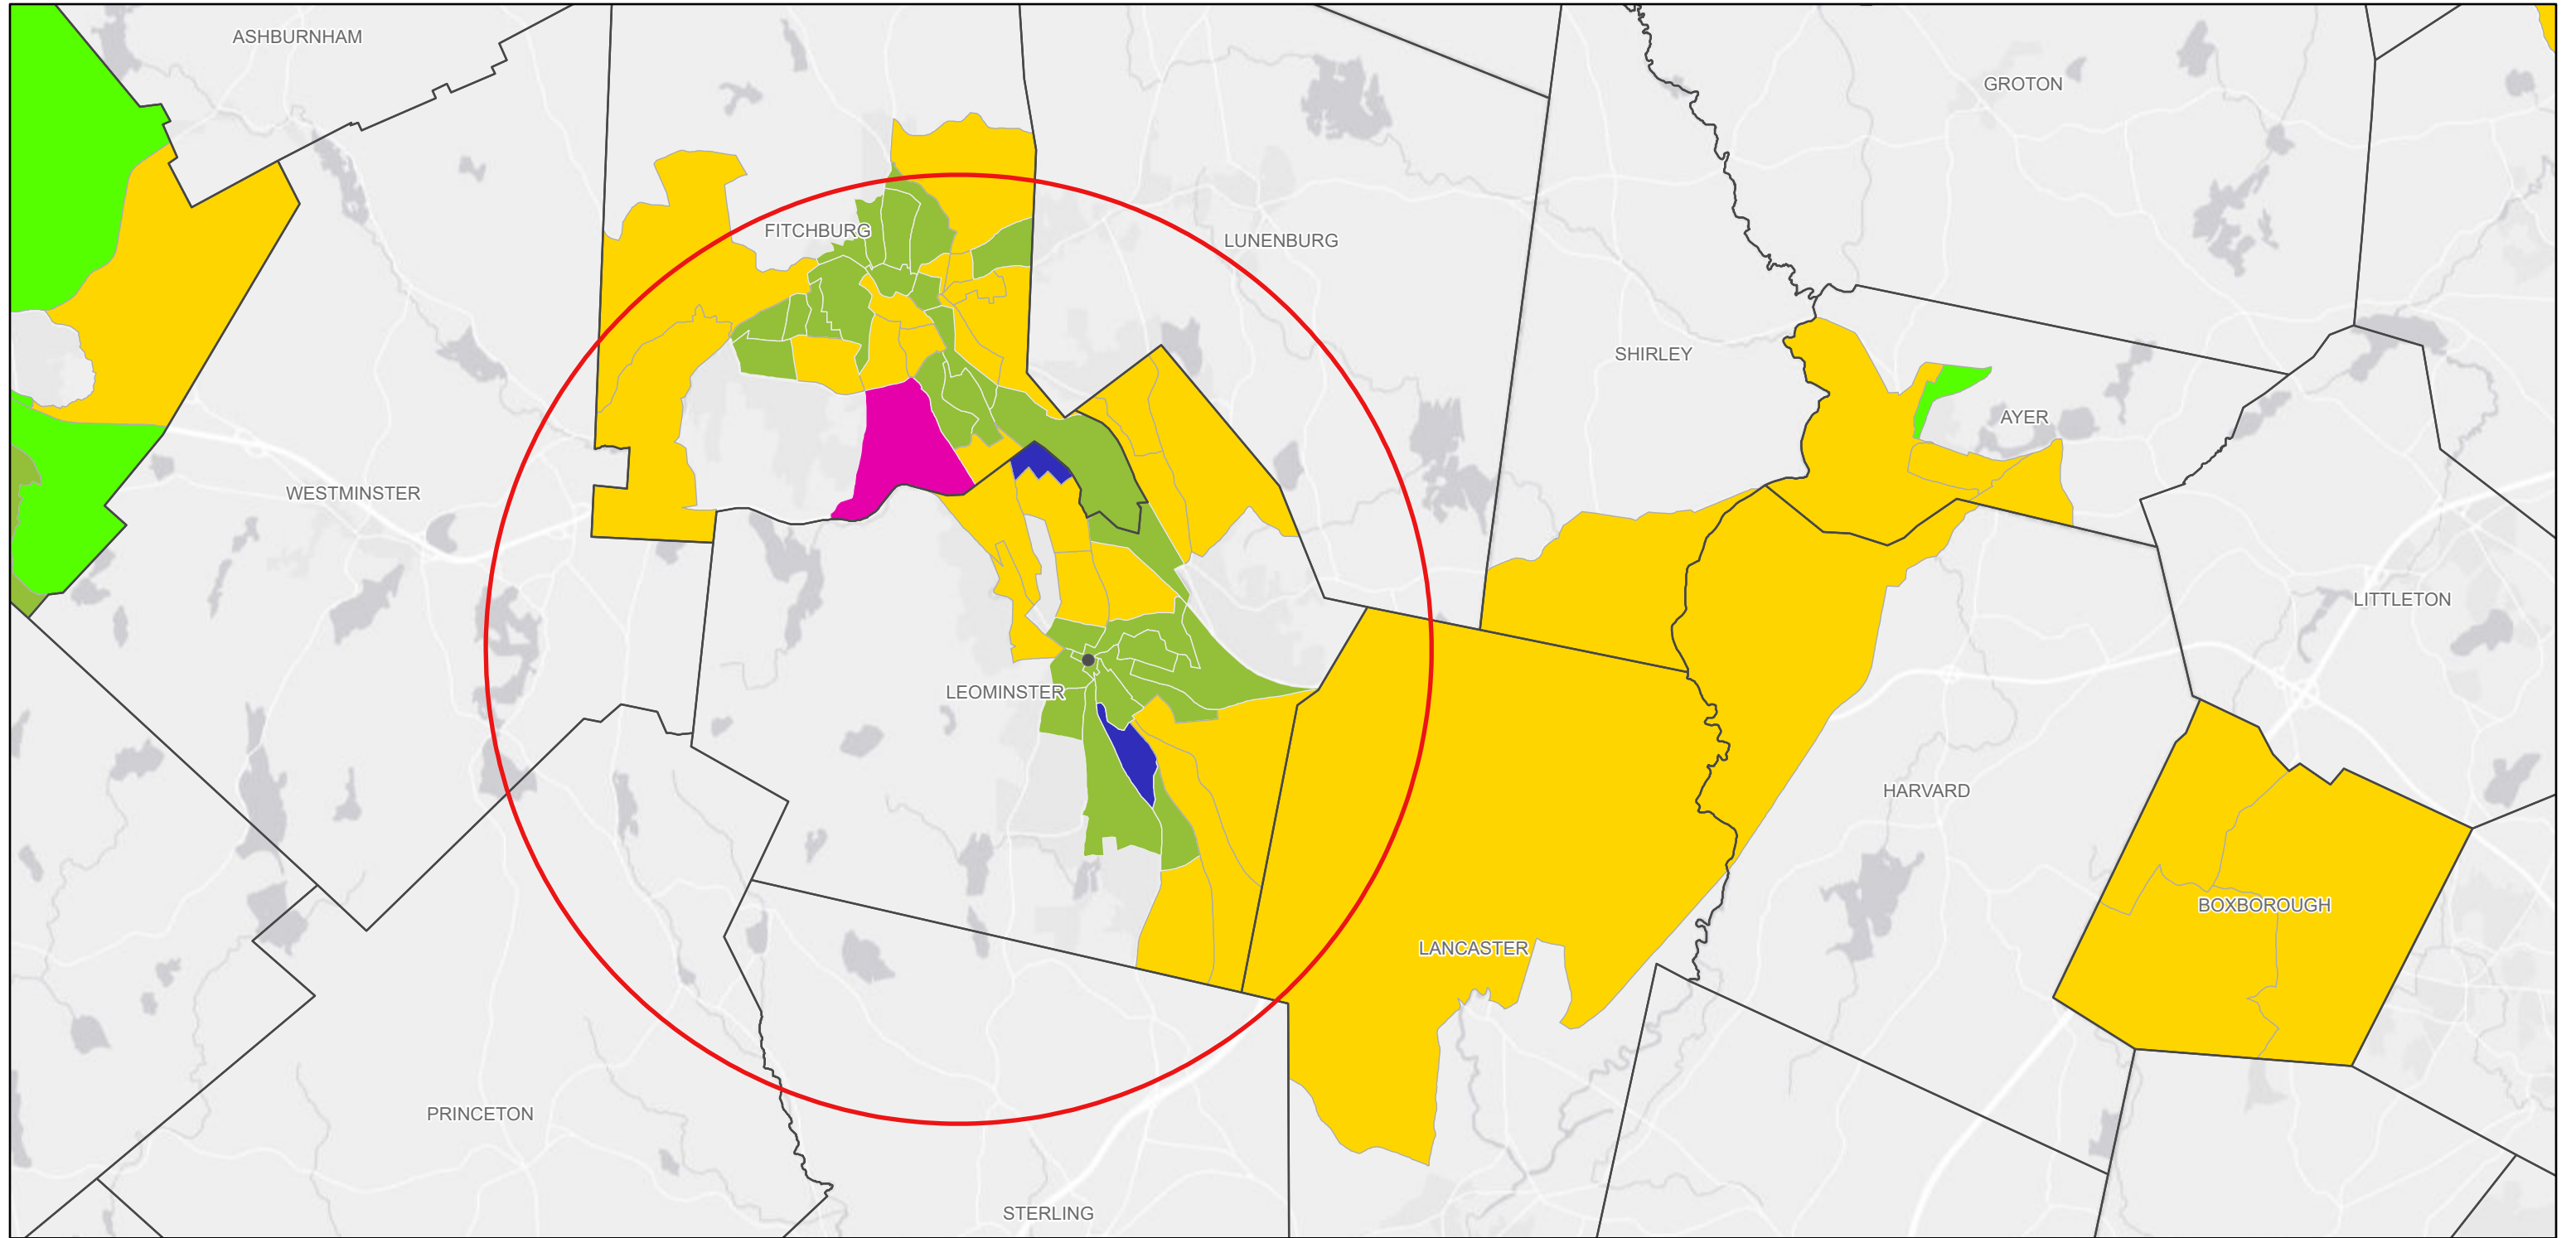 ASHBURNHAM
GROTON
FITCHBURG
LUNENBURG
SHIRLEY
AYER
WESTMINSTER
LITTLETON
LEOMINSTER
HARVARD
BOXBOROUGH
LANCASTER
PRINCETON
STERLING